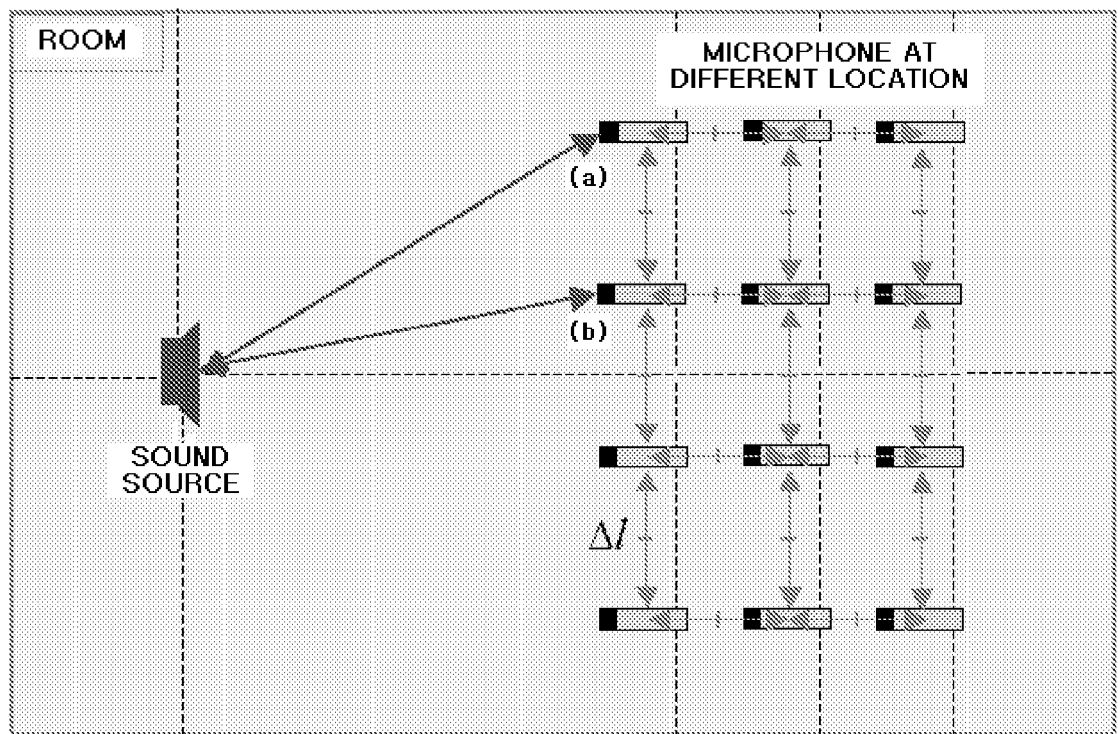 ROOM
MICROPHONE AT
DIFFERENT LOCATION
(a)
(b)
SOUND
SOURCE
Δl